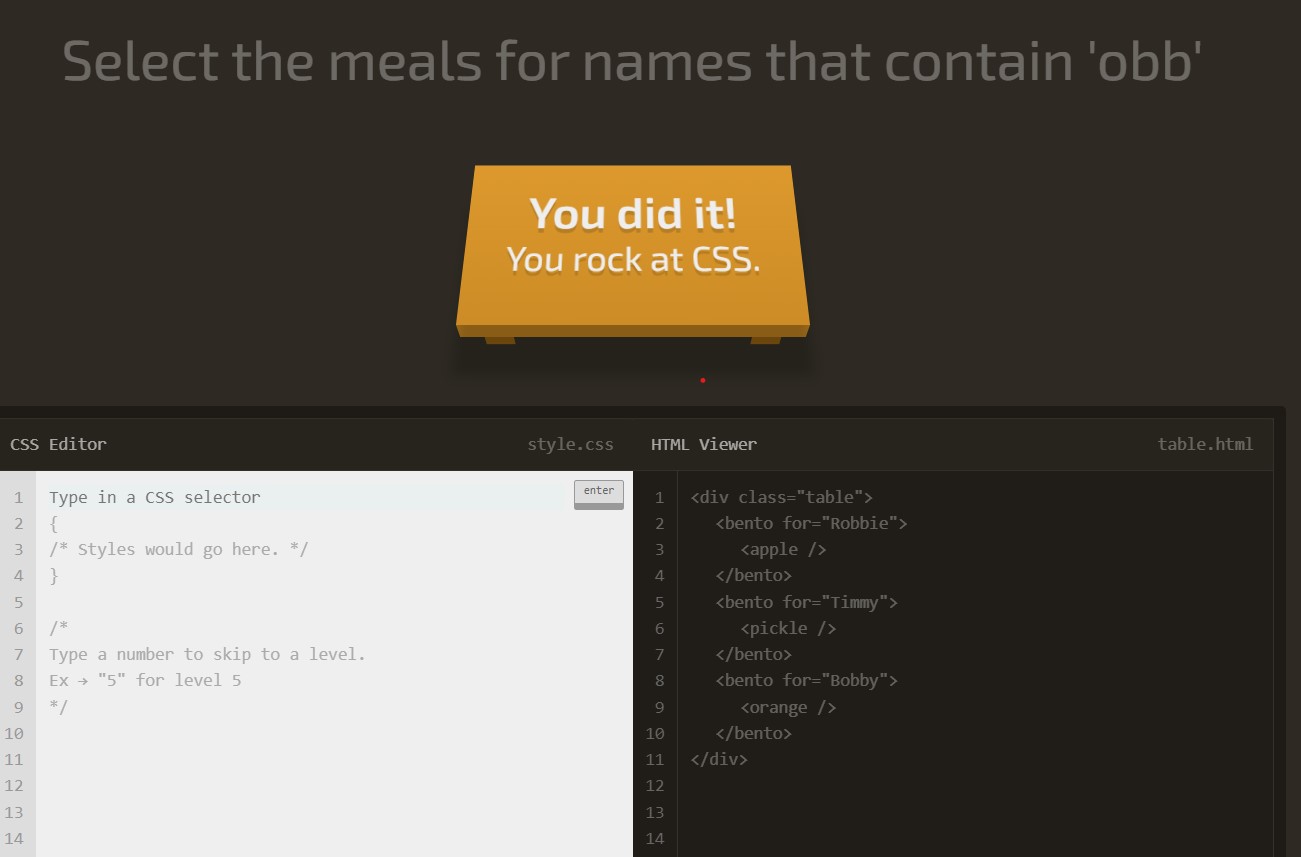 Select the meals for names that contain 'obb'
You did it!
You rock at CSS.
CSS Editor style.css
HTML Viewer table.html
1 Type in a CSS selector enter
2 {
3 /* Styles would go here. */
4 }
5
6 /*
7 Type a number to skip to a level.
8 Ex → "5" for level 5
9 */
10
11
12
13
14
1 <div class="table">
2 <bento for="Robbie">
3 <apple />
4 </bento>
5 <bento for="Timmy">
6 <pickle />
7 </bento>
8 <bento for="Bobby">
9 <orange />
10 </bento>
11 </div>
12
13
14